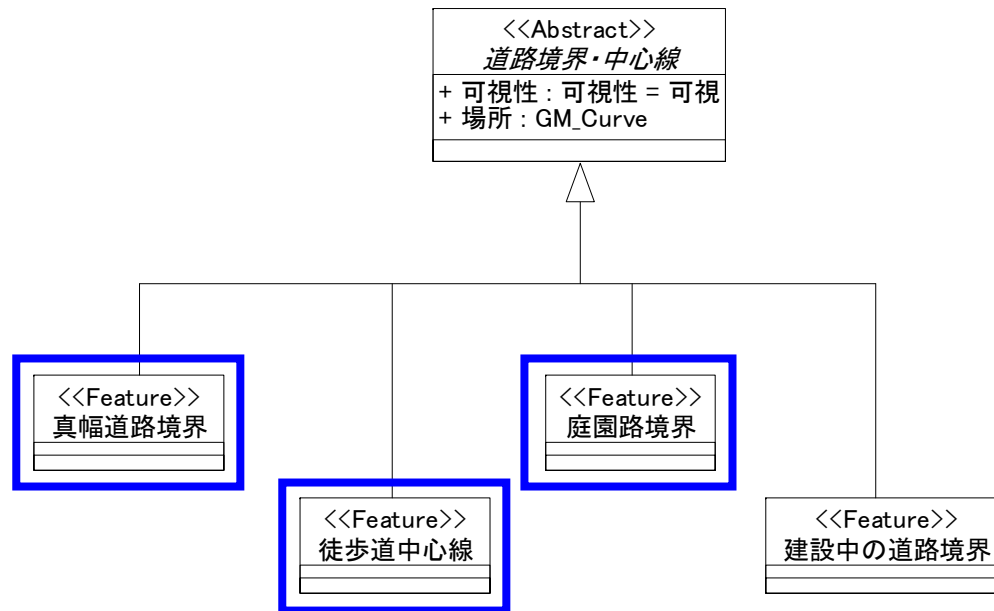 <<Abstract>>
道路境界・中心線
+ 可視性 : 可視性 = 可視
+ 場所 : GM_Curve
<<Feature>>
真幅道路境界
<<Feature>>
庭園路境界
<<Feature>>
徒歩道中心線
<<Feature>>
建設中の道路境界